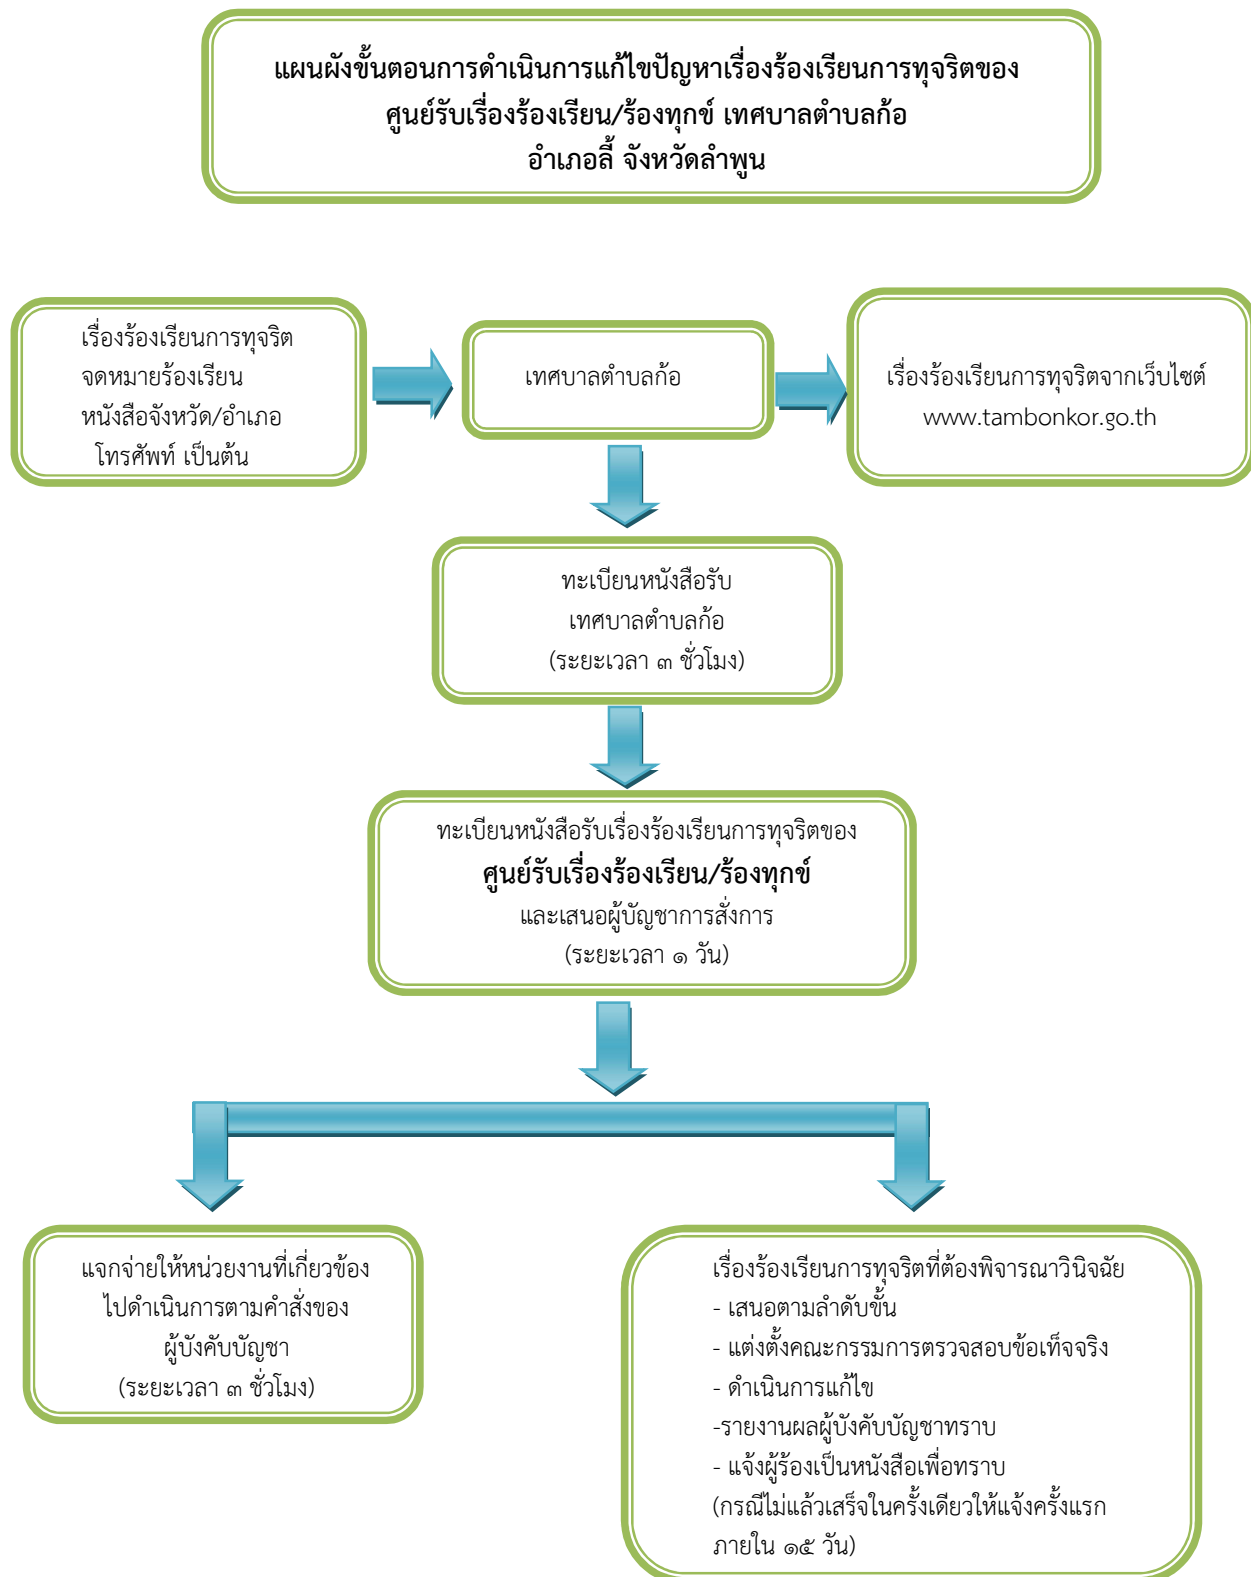 แผนผังขั้นตอนการดำเนินการแก้ไขปัญหาเรื่องร้องเรียนการทุจริตของ
ศูนย์รับเรื่องร้องเรียน/ร้องทุกข์ เทศบาลตำบลก้อ
อำเภอลี้ จังหวัดลำพูน
เรื่องร้องเรียนการทุจริต
จดหมายร้องเรียน
หนังสือจังหวัด/อำเภอ
โทรศัพท์ เป็นต้น
เทศบาลตำบลก้อ
เรื่องร้องเรียนการทุจริตจากเว็บไซต์
www.tambonkor.go.th
ทะเบียนหนังสือรับ
เทศบาลตำบลก้อ
(ระยะเวลา ๓ ชั่วโมง)
ทะเบียนหนังสือรับเรื่องร้องเรียนการทุจริตของ
ศูนย์รับเรื่องร้องเรียน/ร้องทุกข์
และเสนอผู้บัญชาการสั่งการ
(ระยะเวลา ๑ วัน)
แจกจ่ายให้หน่วยงานที่เกี่ยวข้อง
ไปดำเนินการตามคำสั่งของ
ผู้บังคับบัญชา
(ระยะเวลา ๓ ชั่วโมง)
เรื่องร้องเรียนการทุจริตที่ต้องพิจารณาวินิจฉัย
- เสนอตามลำดับขั้น
- แต่งตั้งคณะกรรมการตรวจสอบข้อเท็จจริง
- ดำเนินการแก้ไข
-รายงานผลผู้บังคับบัญชาทราบ
- แจ้งผู้ร้องเป็นหนังสือเพื่อทราบ
(กรณีไม่แล้วเสร็จในครั้งเดียวให้แจ้งครั้งแรก
ภายใน ๑๕ วัน)